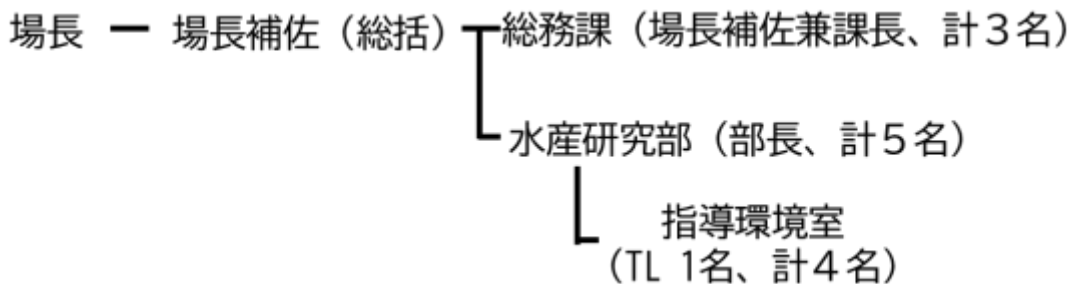 場長 ー 場長補佐（総括）
総務課（場長補佐兼課長、計３名）
水産研究部（部長、計５名）
指導環境室
（TL 1名、計４名）